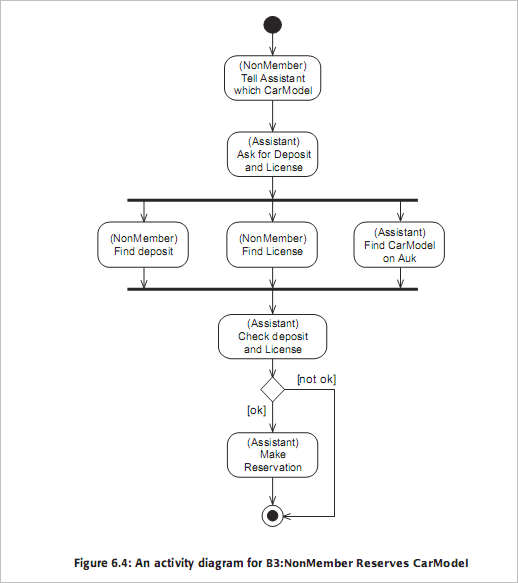 (NonMember)
Tell Assistant
which CarModel
(Assistant)
Ask for Deposit
and License
(NonMember)
Find deposit
(NonMember)
Find License
(Assistant)
Find CarModel
on Auk
(Assistant)
Check deposit
and License
[not ok]
[ok]
(Assistant)
Make
Reservation
Figure 6.4: An activity diagram for B3:NonMember Reserves CarModel